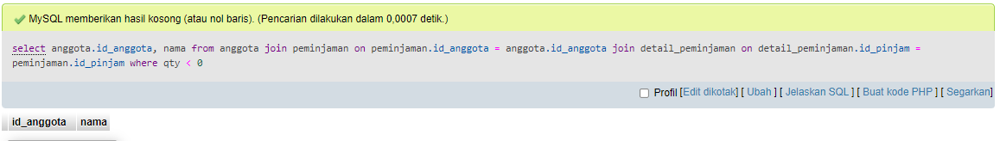 MySQL memberikan hasil kosong (atau nol baris). (Pencarian dilakukan dalam 0,0007 detik.)
select anggota.id_anggota, nama from anggota join peminjaman on peminjaman.id_anggota = anggota.id_anggota join detail_peminjaman on detail_peminjaman.id_pinjam =
peminjaman.id_pinjam where qty < 0
Profil [Edit dikotak] [ Ubah ] [ Jelaskan SQL ] [ Buat kode PHP ] [ Segarkan]
id_anggota nama